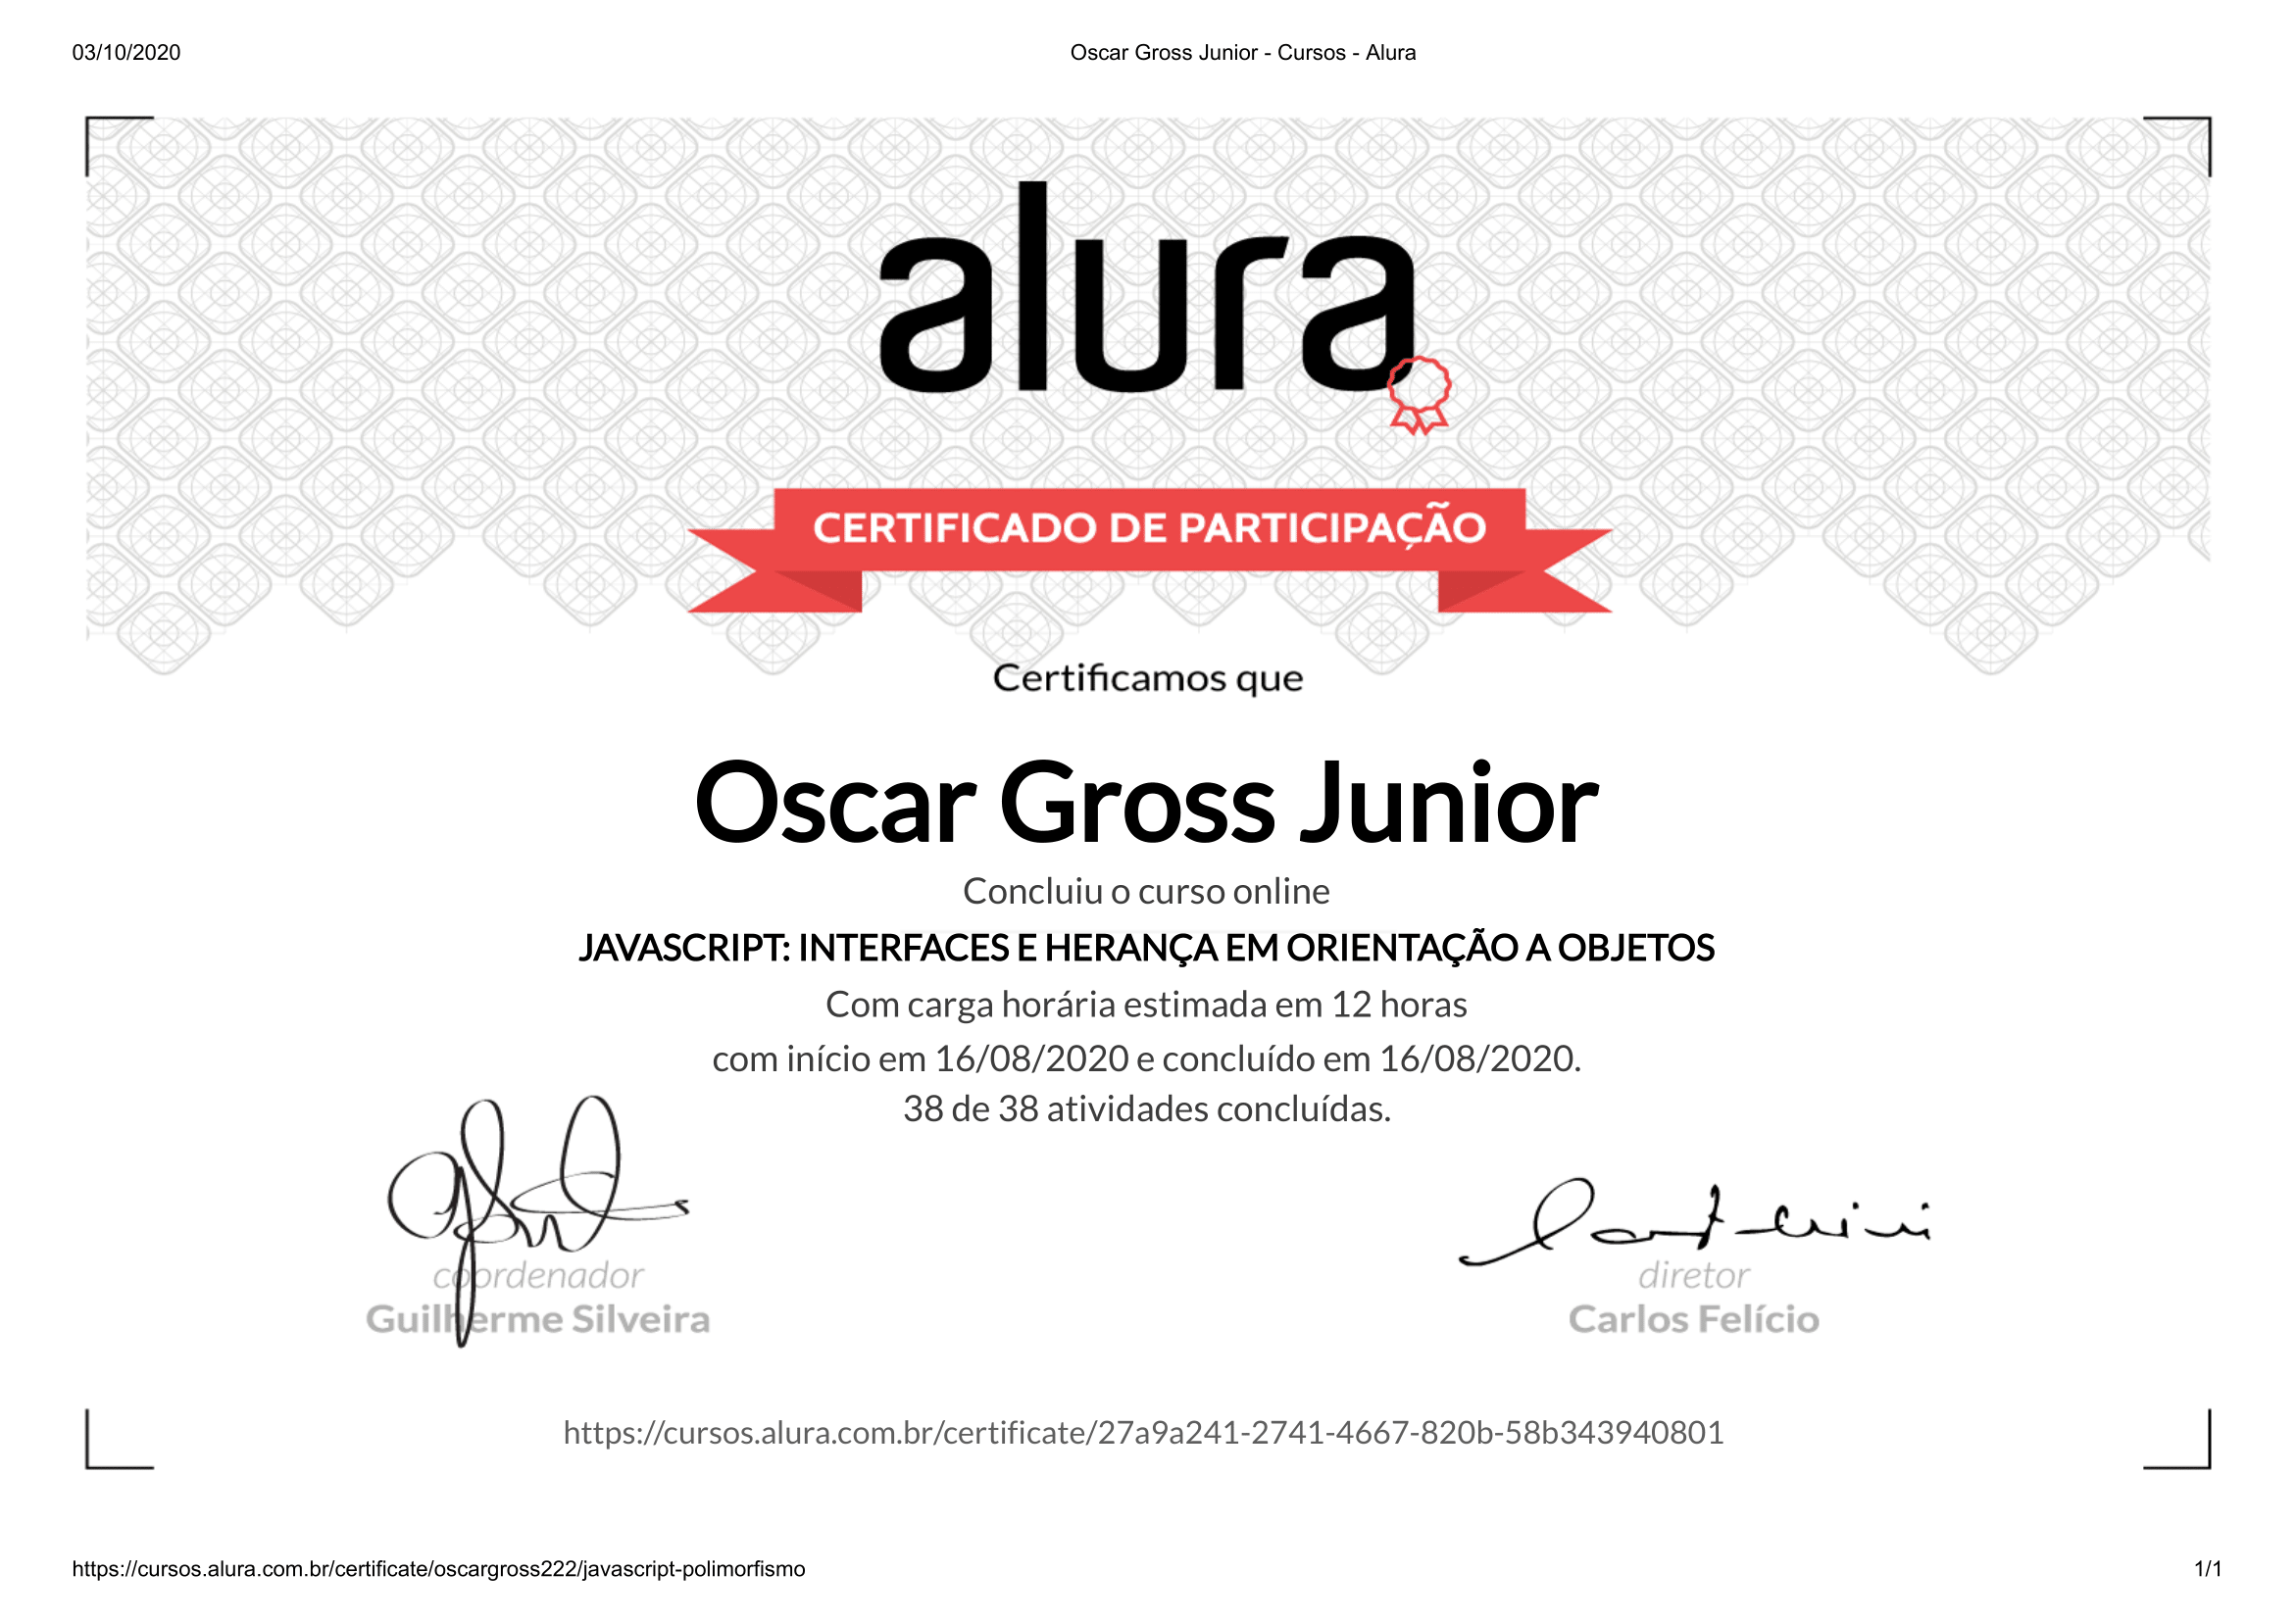 03/10/2020
Oscar Gross Junior - Cursos - Alura
alura
CERTIFICADO DE PARTICIPAÇÃO
Certificamos que
Oscar Gross Junior
Concluiu o curso online
JAVASCRIPT: INTERFACES E HERANÇA EM ORIENTAÇÃO A OBJETOS
Com carga horária estimada em 12 horas
com início em 16/08/2020 e concluído em 16/08/2020.
38 de 38 atividades concluídas.
coordenador
Guilherme Silveira
diretor
Carlos Felício
https://cursos.alura.com.br/certificate/27a9a241-2741-4667-820b-58b343940801
https://cursos.alura.com.br/certificate/oscargross222/javascript-polimorfismo
1/1